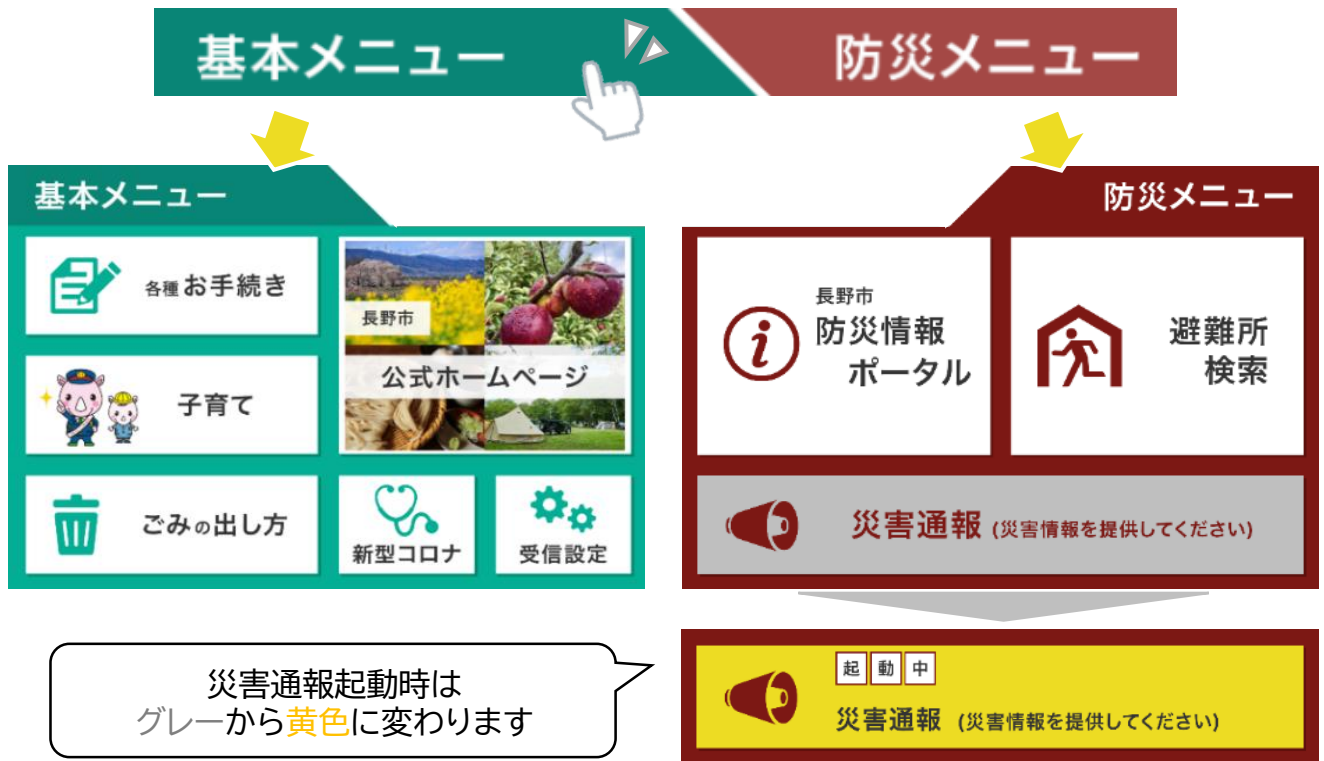 基本メニュー
防災メニュー
基本メニュー
各種お手続き
長野市
公式ホームページ
子育て
ごみの出し方
新型コロナ
受信設定
防災メニュー
長野市
防災情報
ポータル
避難所
検索
災害通報 (災害情報を提供してください)
災害通報起動時は
グレーから黄色に変わります
起動中
災害通報 (災害情報を提供してください)